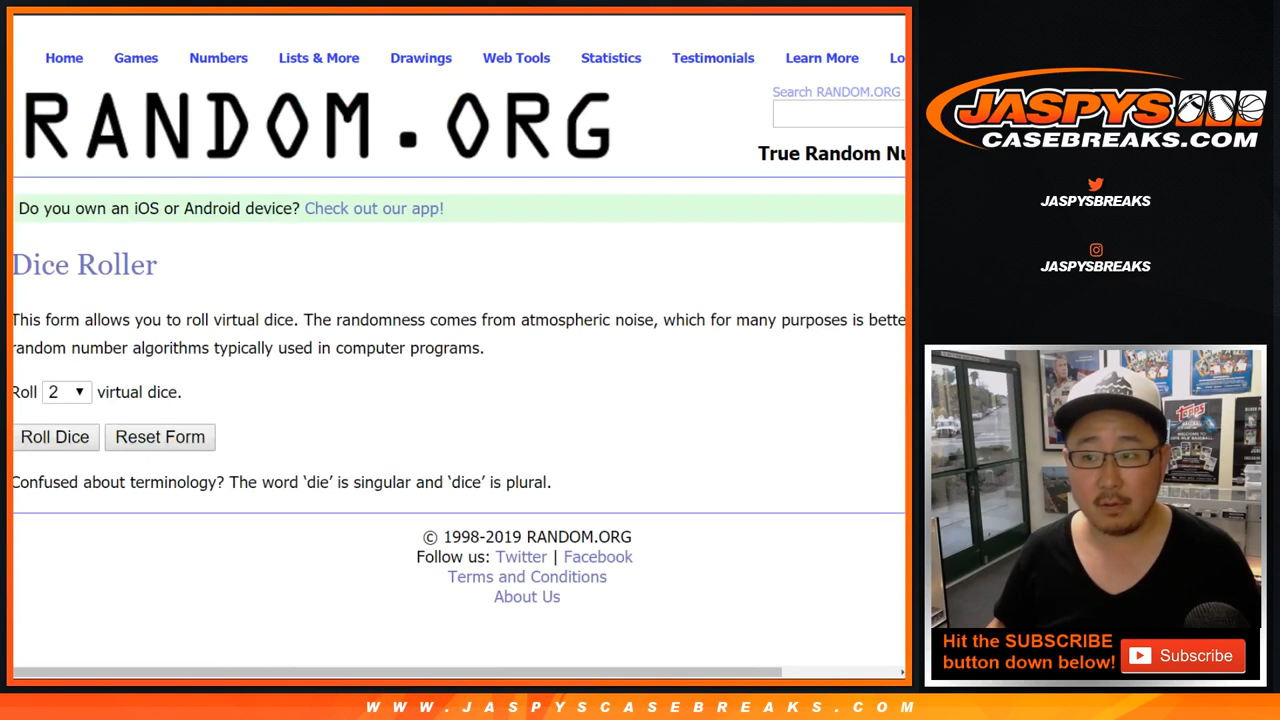 Home Games Numbers Lists & More Drawings Web Tools Statistics Testimonials Learn More Lo
Search RANDOM.ORG
RANDOM.ORG
True Random Nu
Do you own an iOS or Android device? Check out our app!
Dice Roller
This form allows you to roll virtual dice. The randomness comes from atmospheric noise, which for many purposes is bette
random number algorithms typically used in computer programs.
Roll 2 virtual dice.
Roll Dice Reset Form
Confused about terminology? The word ‘die’ is singular and ‘dice’ is plural.
© 1998-2019 RANDOM.ORG
Follow us: Twitter | Facebook
Terms and Conditions
About Us
JASPYS
CASEBREAKS.COM
JASPYSBREAKS
JASPYSBREAKS
Topps
Hit the SUBSCRIBE
button down below!
Subscribe
WWW.JASPYSCASEBREAKS.COM